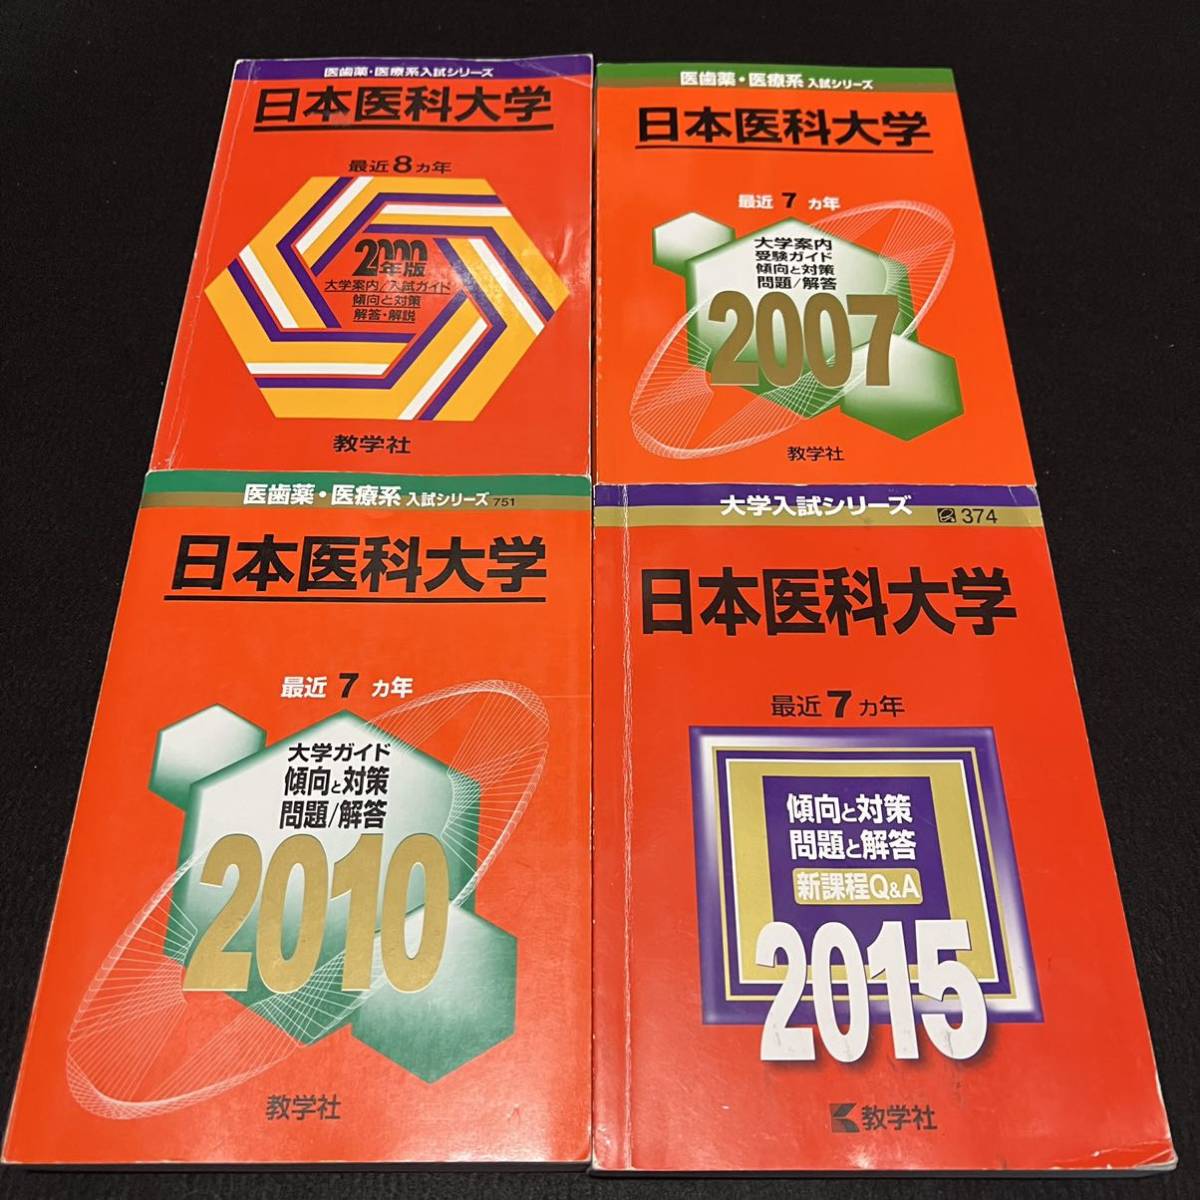 医歯薬・医療系入試シリーズ
日本医科大学
最近8ヵ年
2000年版
大学案内/入試ガイド
傾向と対策
解答・解説
教学社
医歯薬・医療系 入試シリーズ
日本医科大学
最近 7 ヵ年
大学案内
受験ガイド
傾向と対策
問題/解答
2007
教学社
医歯薬・医療系 入試シリーズ 751
日本医科大学
最近 7 ヵ年
大学ガイド
傾向と対策
問題/解答
2010
教学社
大学入試シリーズ
374
日本医科大学
最近7ヵ年
傾向と対策
問題と解答
新課程Q&A
2015
教学社